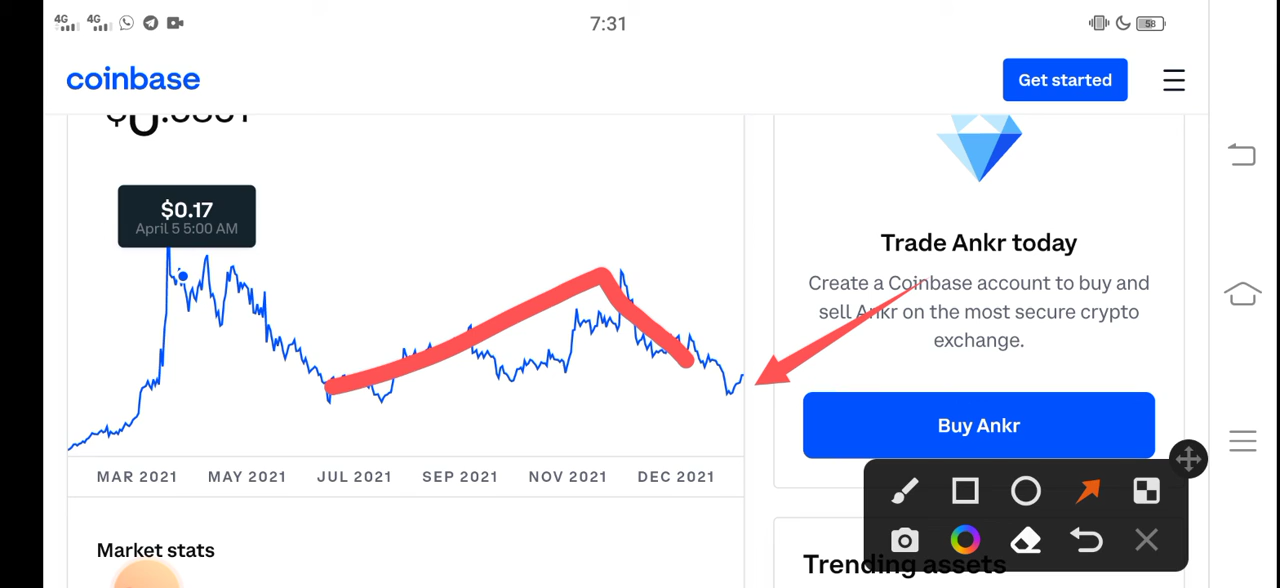 4G 4G 7:31 58
coinbase
Get started
$0.17
April 5 5:00 AM
Trade Ankr today
Create a Coinbase account to buy and
sell Ankr on the most secure crypto
exchange.
Buy Ankr
MAR 2021 MAY 2021 JUL 2021 SEP 2021 NOV 2021 DEC 2021
Market stats
Trending assets